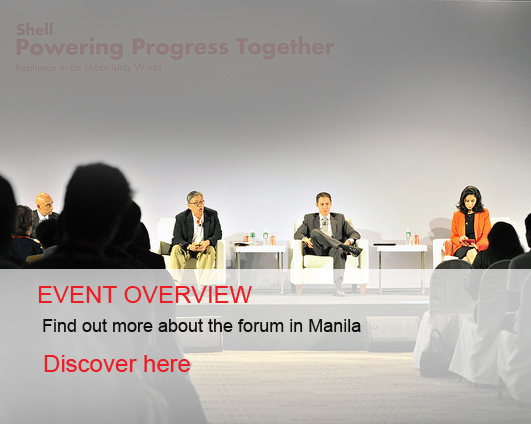 Shell
Powering Progress Together
Resilience in an Urbanising World
EVENT OVERVIEW
Find out more about the forum in Manila
Discover here